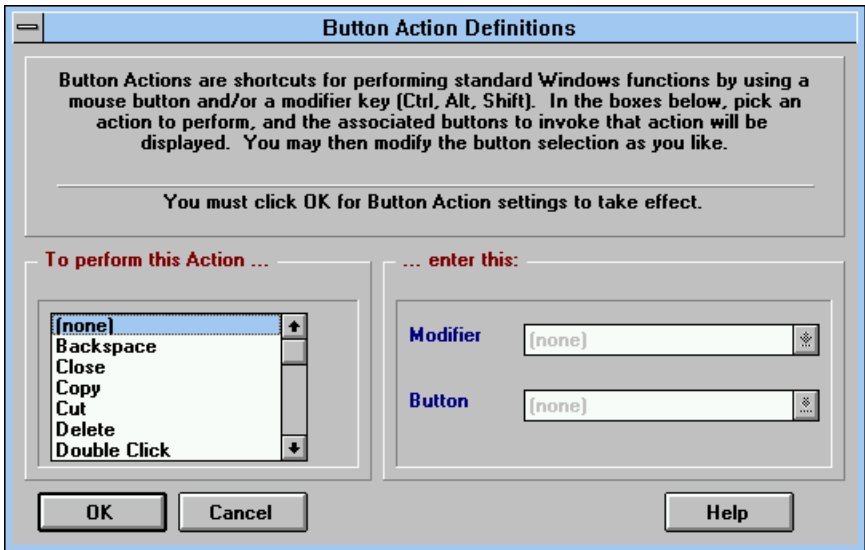 Button Action Definitions
Button Actions are shortcuts for performing standard Windows functions by using a
mouse button and/or a modifier key (Ctrl, Alt, Shift).  In the boxes below, pick an
action to perform, and the associated buttons to invoke that action will be
displayed.  You may then modify the button selection as you like.
You must click OK for Button Action settings to take effect.
To perform this Action ...
(none)
Backspace
Close
Copy
Cut
Delete
Double Click
... enter this:
Modifier (none)
Button (none)
OK Cancel Help